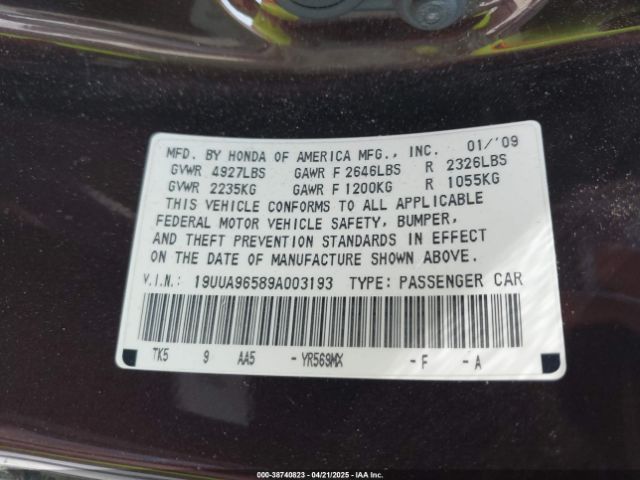 MFD. BY HONDA OF AMERICA MFG., INC. 01/'09
GVWR 4927LBS GAWR F 2646LBS R 2326LBS
GVWR 2235KG GAWR F 1200KG R 1055KG
THIS VEHICLE CONFORMS TO ALL APPLICABLE
FEDERAL MOTOR VEHICLE SAFETY, BUMPER,
AND THEFT PREVENTION STANDARDS IN EFFECT
ON THE DATE OF MANUFACTURE SHOWN ABOVE.
V.I.N.: 19UUA96589A003193 TYPE: PASSENGER CAR
TK5 9 AA5 -YR569MX -F -A
000-38740823 - 04/21/2025 - IAA Inc.